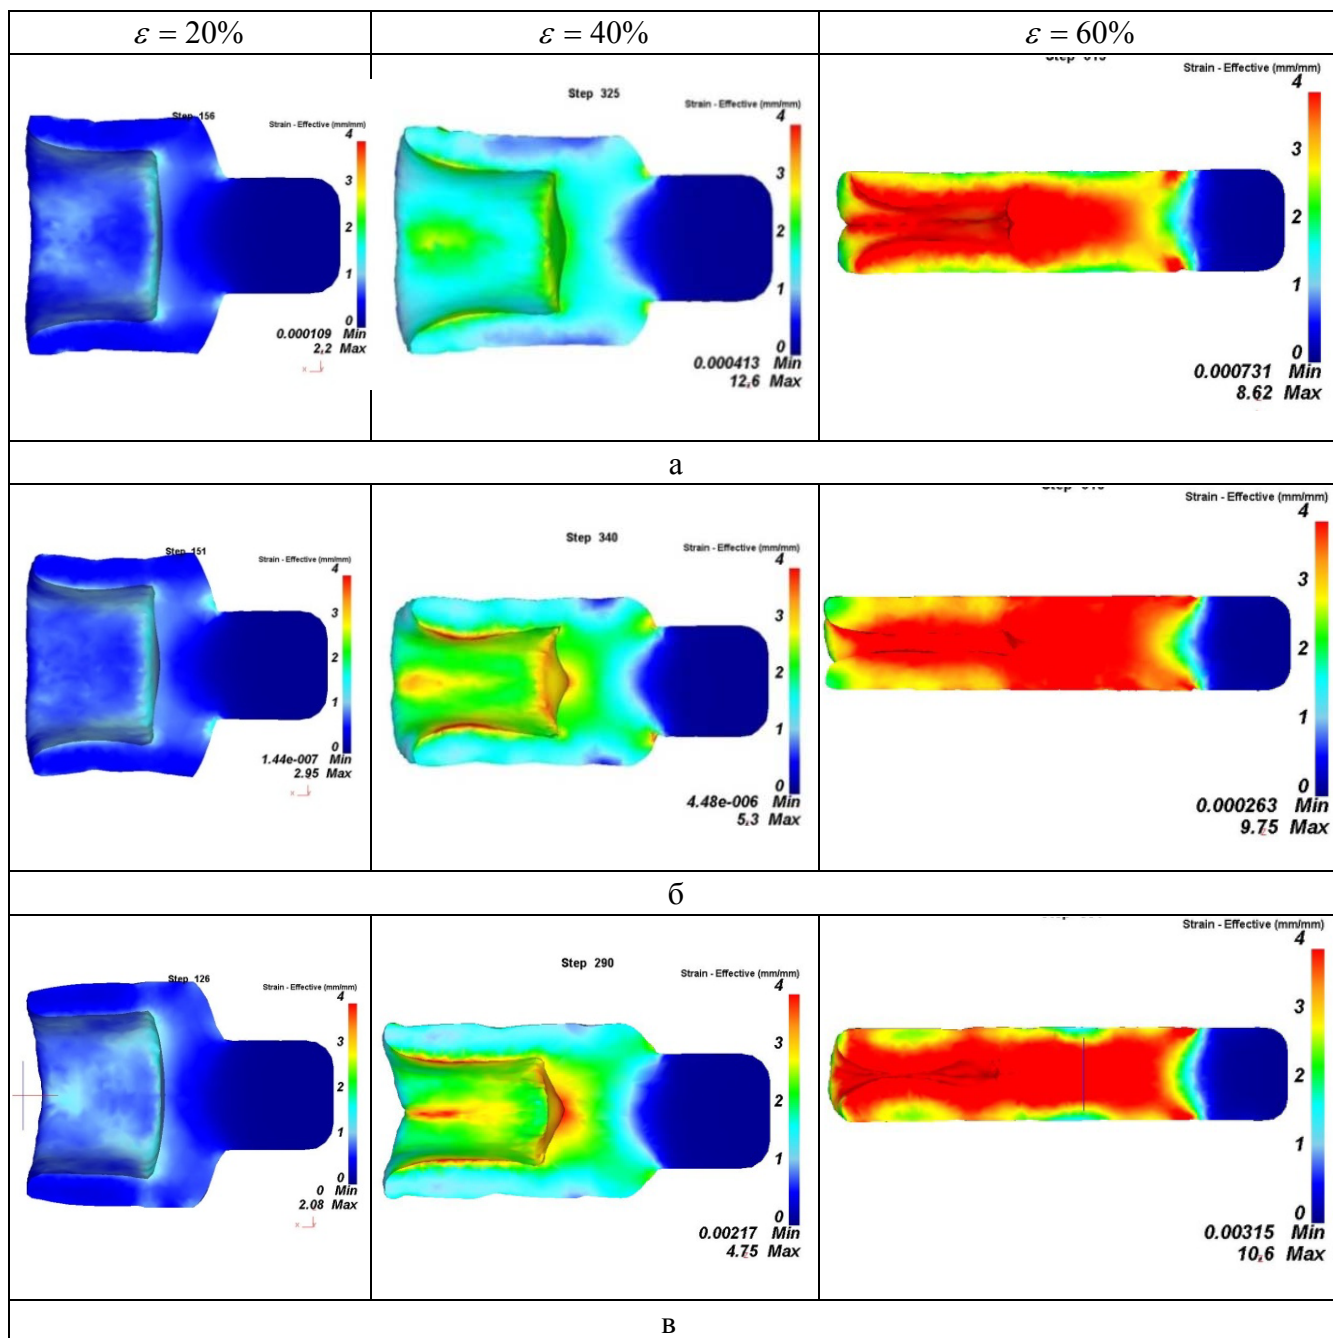 ε = 20%
ε = 40%
ε = 60%
Step 156
Strain - Effective (mm/mm)
4
3
2
1
0
0.000109 Min
2.2 Max
x
Step 325
Strain - Effective (mm/mm)
4
3
2
1
0
0.000413 Min
12.6 Max
Strain - Effective (mm/mm)
4
3
2
1
0
0.000731 Min
8.62 Max
а
Step 151
Strain - Effective (mm/mm)
4
3
2
1
0
1.44e-007 Min
2.95 Max
x
Step 340
Strain - Effective (mm/mm)
4
3
2
1
0
4.48e-006 Min
5.3 Max
Strain - Effective (mm/mm)
4
3
2
1
0
0.000263 Min
9.75 Max
б
Step 126
Strain - Effective (mm/mm)
4
3
2
1
0
0 Min
2.08 Max
x
Step 290
Strain - Effective (mm/mm)
4
3
2
1
0
0.00217 Min
4.75 Max
Strain - Effective (mm/mm)
4
3
2
1
0
0.00315 Min
10.6 Max
в